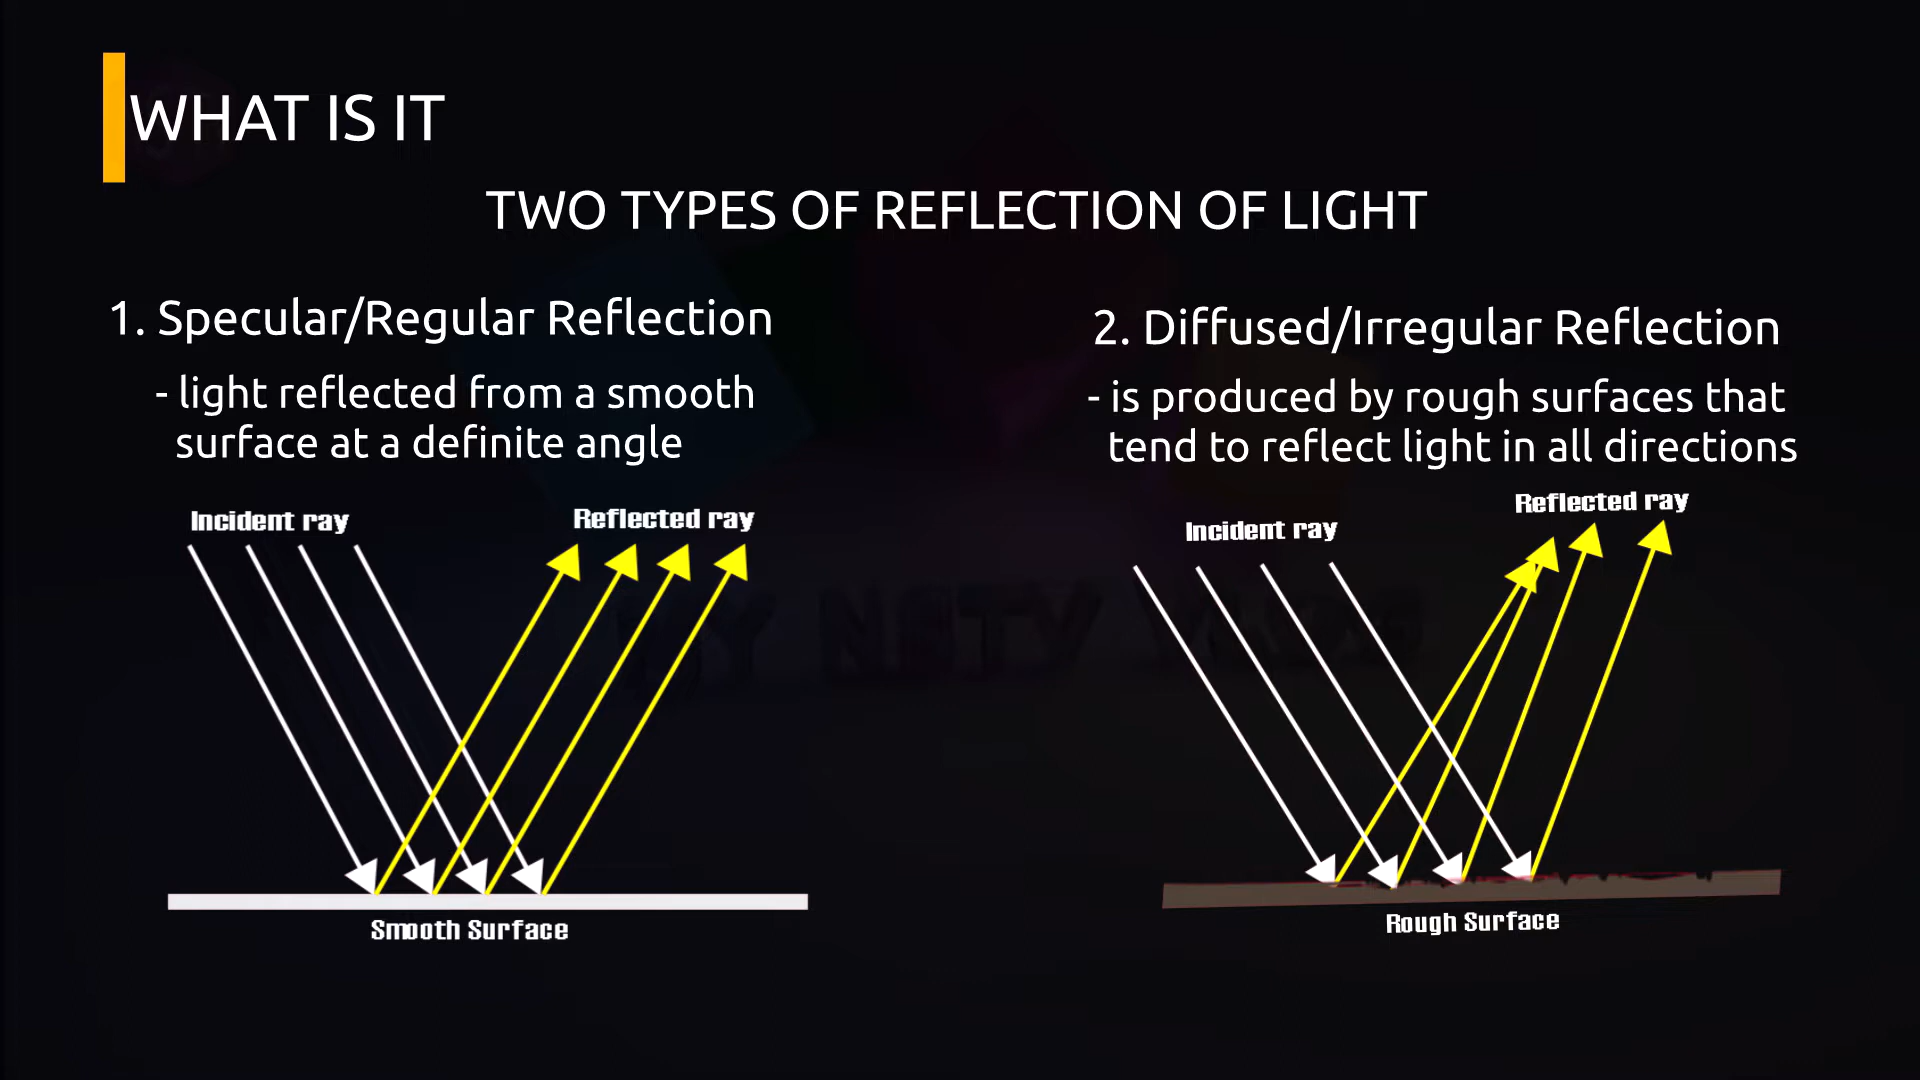 WHAT IS IT
TWO TYPES OF REFLECTION OF LIGHT
1. Specular/Regular Reflection
- light reflected from a smooth
surface at a definite angle
Incident ray
Reflected ray
Smooth Surface
2. Diffused/Irregular Reflection
- is produced by rough surfaces that
tend to reflect light in all directions
Incident ray
Reflected ray
Rough Surface